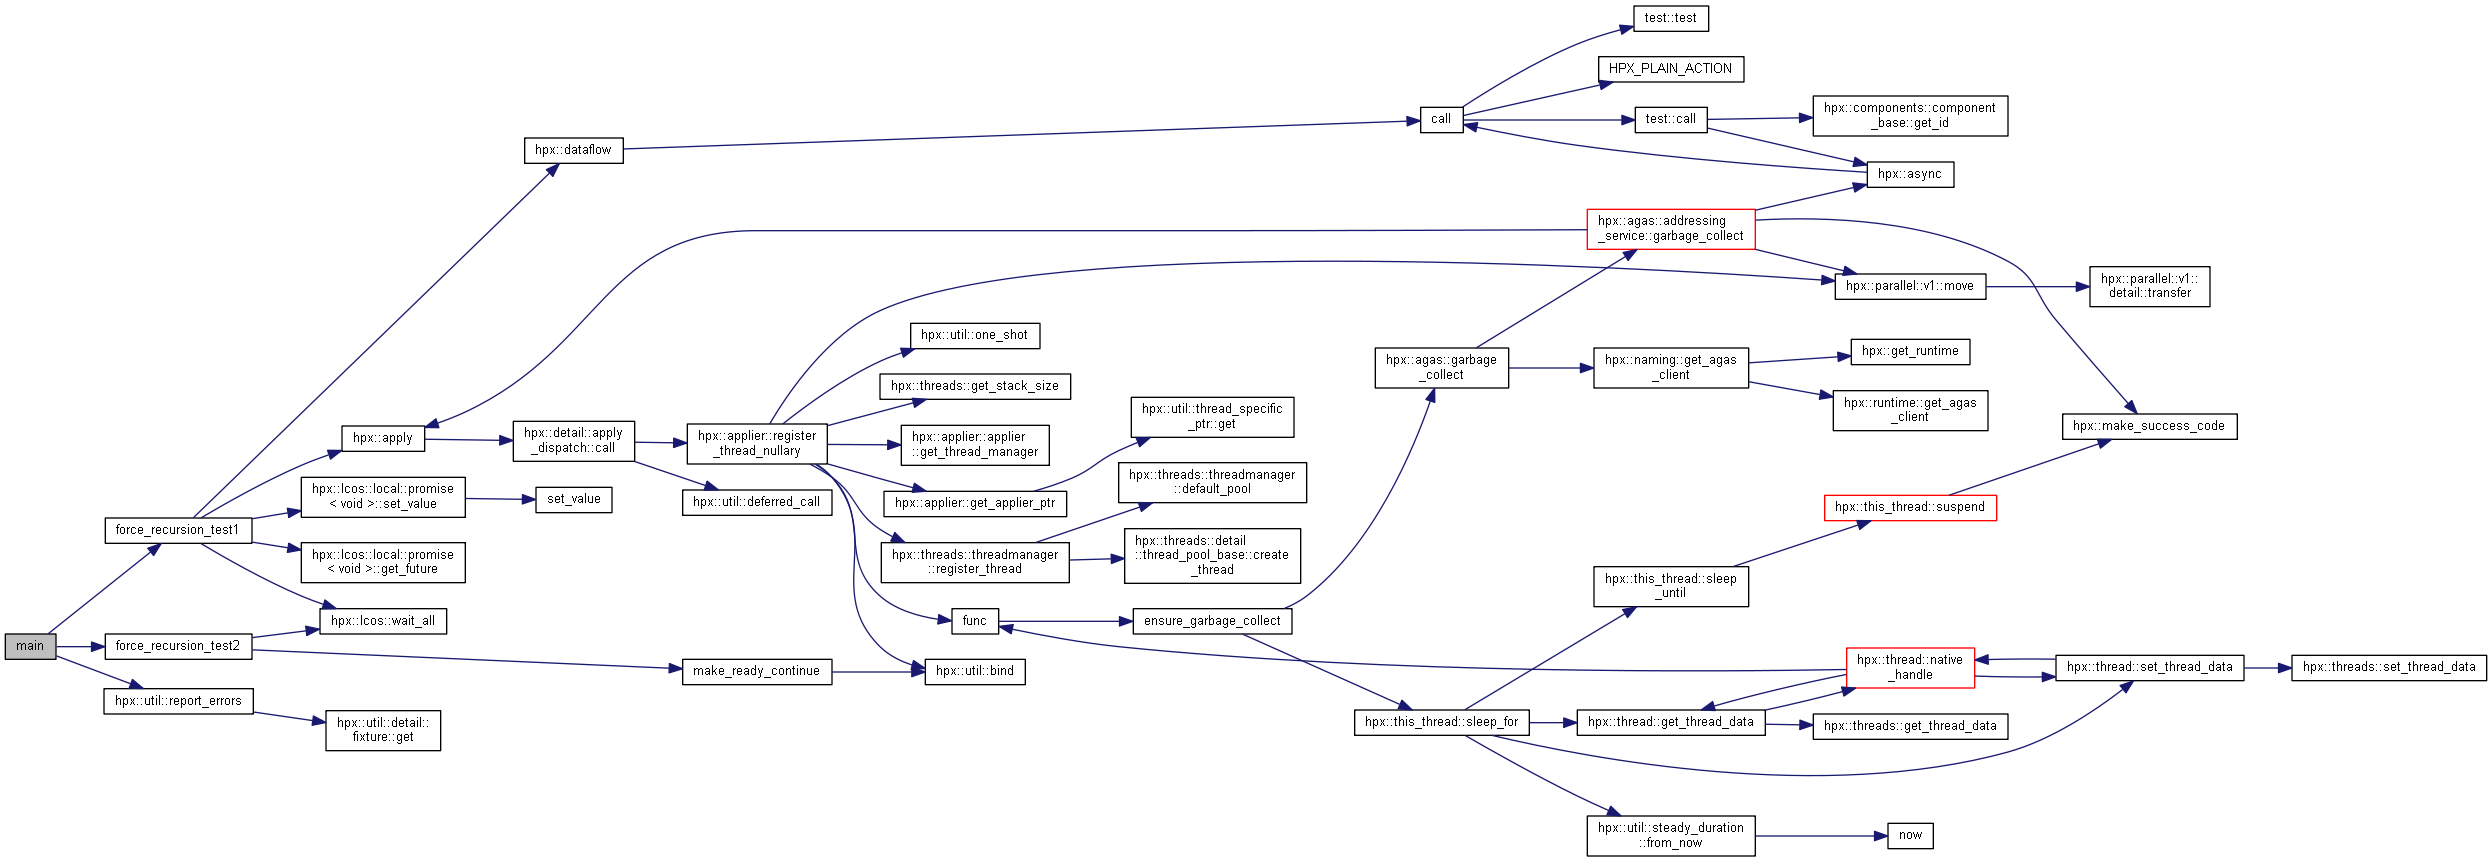 main
force_recursion_test1
force_recursion_test2
hpx::util::report_errors
hpx::dataflow
hpx::apply
hpx::lcos::local::promise
< void >::set_value
hpx::lcos::local::promise
< void >::get_future
hpx::lcos::wait_all
hpx::util::detail::
fixture::get
set_value
hpx::detail::apply
_dispatch::call
hpx::applier::register
_thread_nullary
hpx::util::deferred_call
make_ready_continue
hpx::util::one_shot
hpx::threads::get_stack_size
hpx::applier::applier
::get_thread_manager
hpx::applier::get_applier_ptr
hpx::threads::threadmanager
::register_thread
func
hpx::util::bind
hpx::util::thread_specific
_ptr::get
hpx::threads::threadmanager
::default_pool
hpx::threads::detail
::thread_pool_base::create
_thread
ensure_garbage_collect
call
hpx::agas::garbage
_collect
hpx::this_thread::sleep_for
test::test
HPX_PLAIN_ACTION
test::call
hpx::agas::addressing
_service::garbage_collect
hpx::naming::get_agas
_client
hpx::this_thread::sleep
_until
hpx::thread::get_thread_data
hpx::util::steady_duration
::from_now
hpx::components::component
_base::get_id
hpx::async
hpx::parallel::v1::move
hpx::get_runtime
hpx::runtime::get_agas
_client
hpx::this_thread::suspend
hpx::thread::native
_handle
hpx::threads::get_thread_data
now
hpx::parallel::v1::
detail::transfer
hpx::make_success_code
hpx::thread::set_thread_data
hpx::threads::set_thread_data